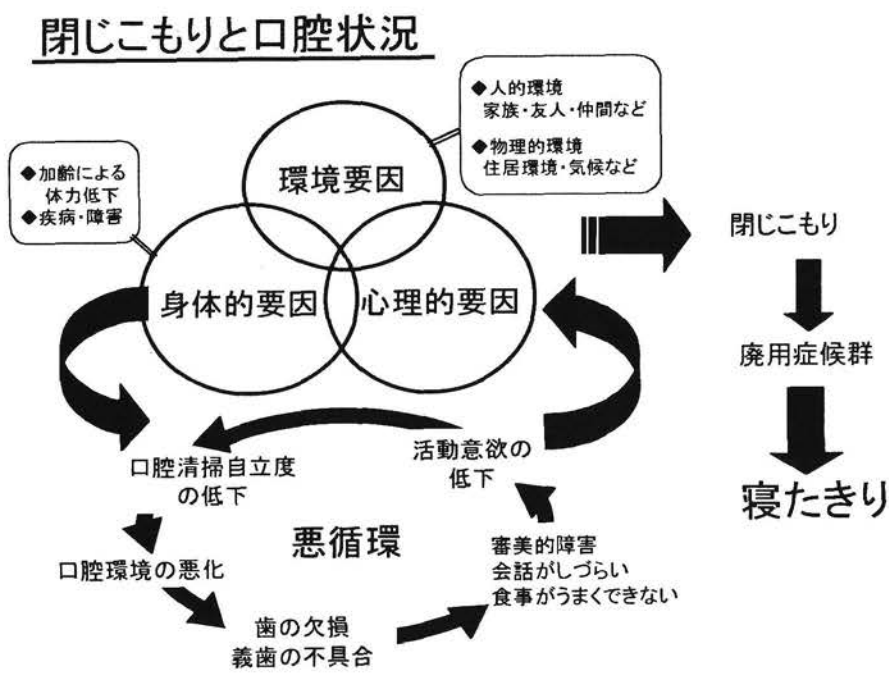 閉じこもりと口腔状況
◆人的環境
家族・友人・仲間など
◆物理的環境
住居環境・気候など
◆加齢による
体力低下
◆疾病・障害
環境要因
身体的要因
心理的要因
閉じこもり
廃用症候群
寝たきり
口腔清掃自立度
の低下
活動意欲の
低下
悪循環
口腔環境の悪化
審美的障害
会話がしづらい
食事がうまくできない
歯の欠損
義歯の不具合